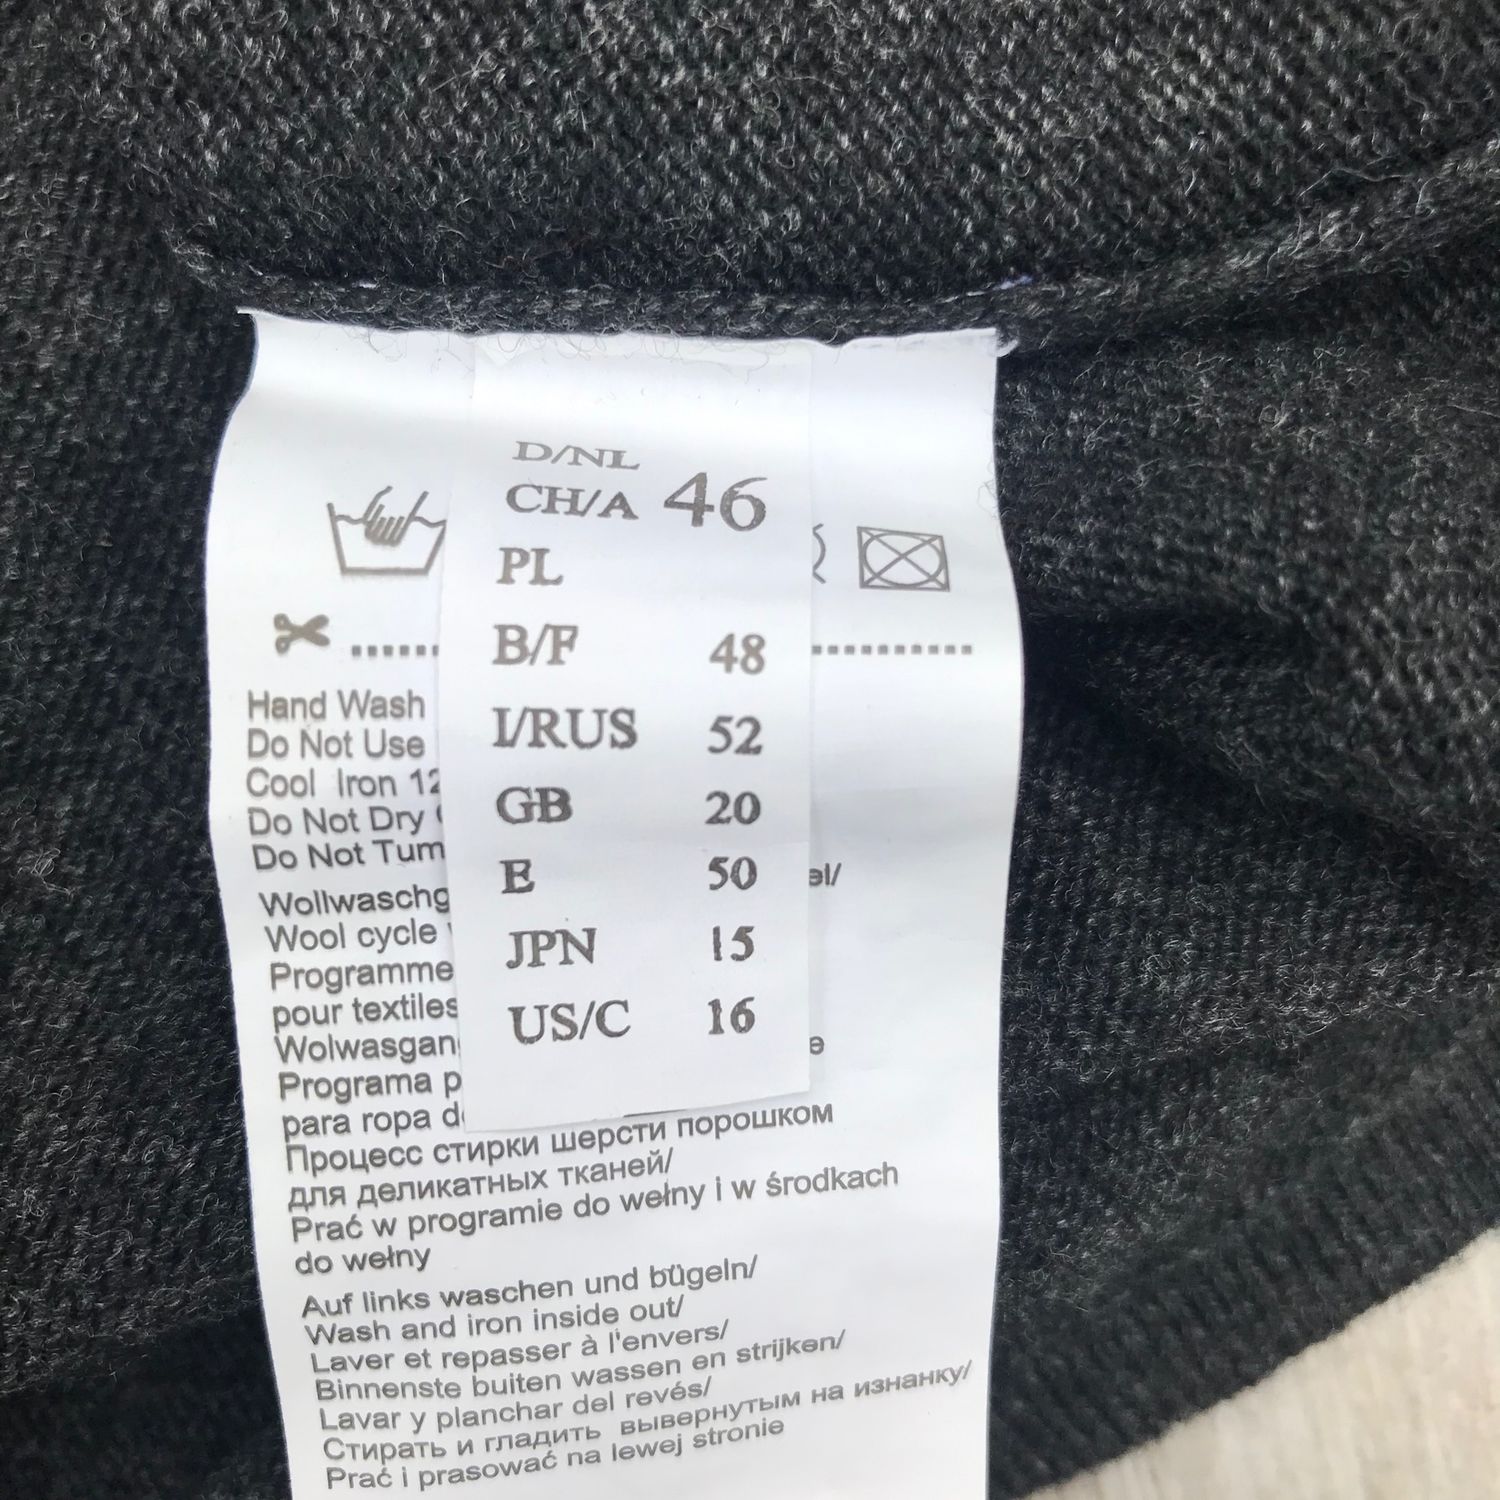 D/NL
CH/A 46
PL
B/F 48
I/RUS 52
GB 20
E 50
JPN 15
US/C 16
Hand Wash
Do Not Use
Cool Iron
Do Not Dry
Do Not
Wool cycle
Programme
pour textiles
Programa
para ropa
Процесс стирки шерсти порошком
для деликатных тканей/
Prać w programie do wełny i w środkach
do wełny
Auf links waschen und bügeln/
Wash and iron inside out/
Laver et repasser à l'envers/
Binnenste buiten wassen en strijken/
Lavar y planchar del revés/
Стирать и гладить вывернутым на изнанку/
Prać i prasować na lewej stronie